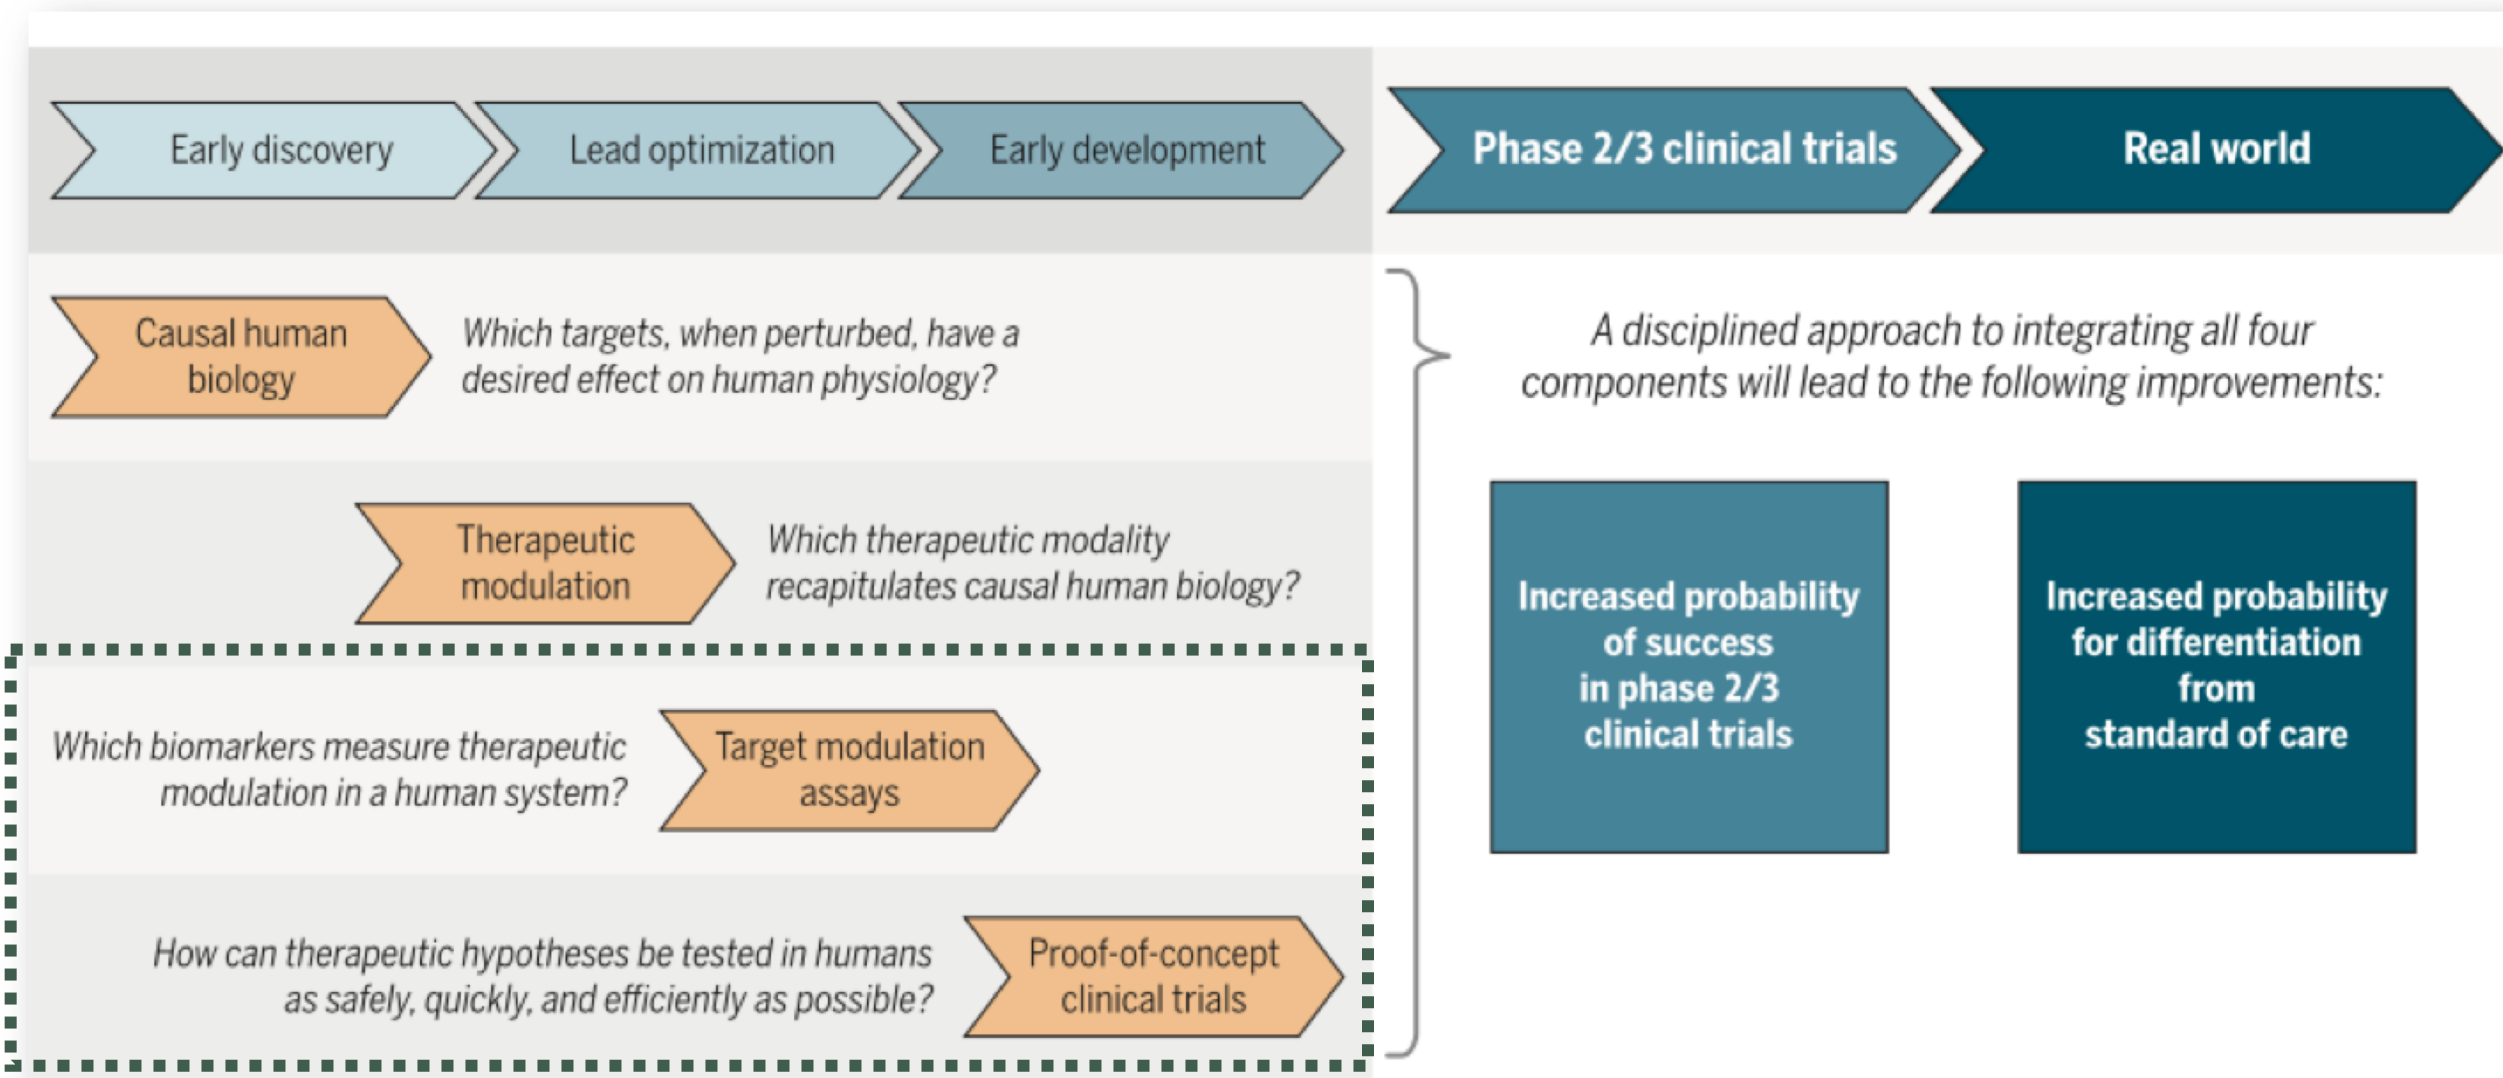 Early discovery
Lead optimization
Early development
Phase 2/3 clinical trials
Real world
Causal human
biology
Which targets, when perturbed, have a
desired effect on human physiology?
Therapeutic
modulation
Which therapeutic modality
recapitulates causal human biology?
Which biomarkers measure therapeutic
modulation in a human system?
Target modulation
assays
How can therapeutic hypotheses be tested in humans
as safely, quickly, and efficiently as possible?
Proof-of-concept
clinical trials
A disciplined approach to integrating all four
components will lead to the following improvements:
Increased probability
of success
in phase 2/3
clinical trials
Increased probability
for differentiation
from
standard of care